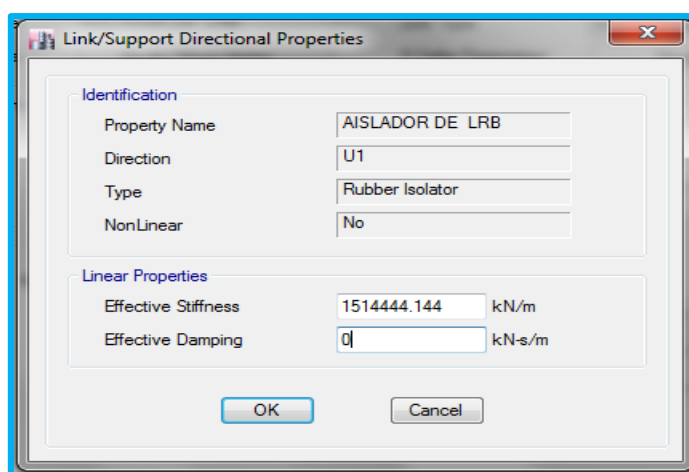 Link/Support Directional Properties
Identification
Property Name AISLADOR DE LRB
Direction U1
Type Rubber Isolator
NonLinear No
Linear Properties
Effective Stiffness 1514444.144 kN/m
Effective Damping 0 kN-s/m
OK Cancel